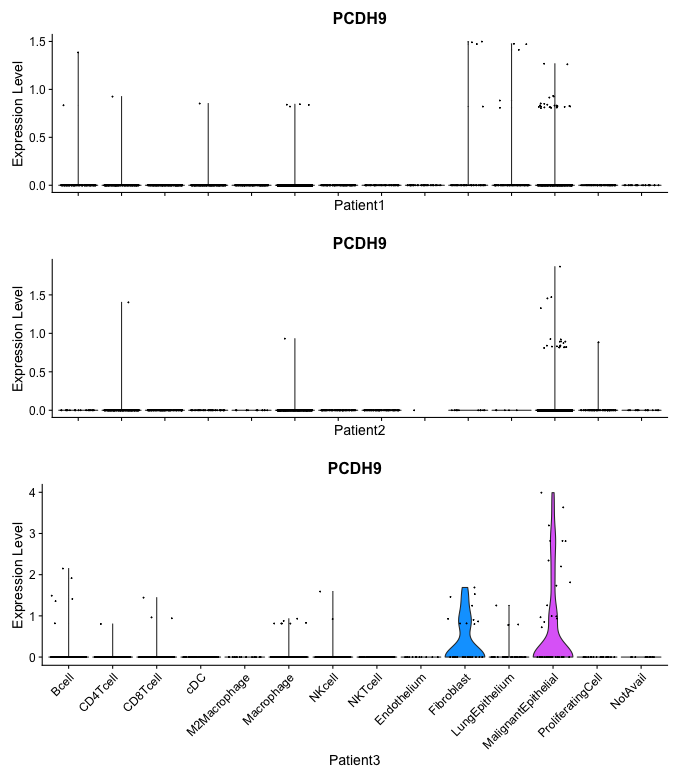 PCDH9
Expression Level
1.5
1.0
0.5
0.0
Patient1
PCDH9
Expression Level
1.5
1.0
0.5
0.0
Patient2
PCDH9
Expression Level
4
3
2
1
0
Bcell
CD4Tcell
CD8Tcell
cDC
M2Macrophage
Macrophage
NKcell
NKTcell
Endothelium
Fibroblast
LungEpithelium
MalignantEpithelial
ProliferatingCell
NotAvail
Patient3